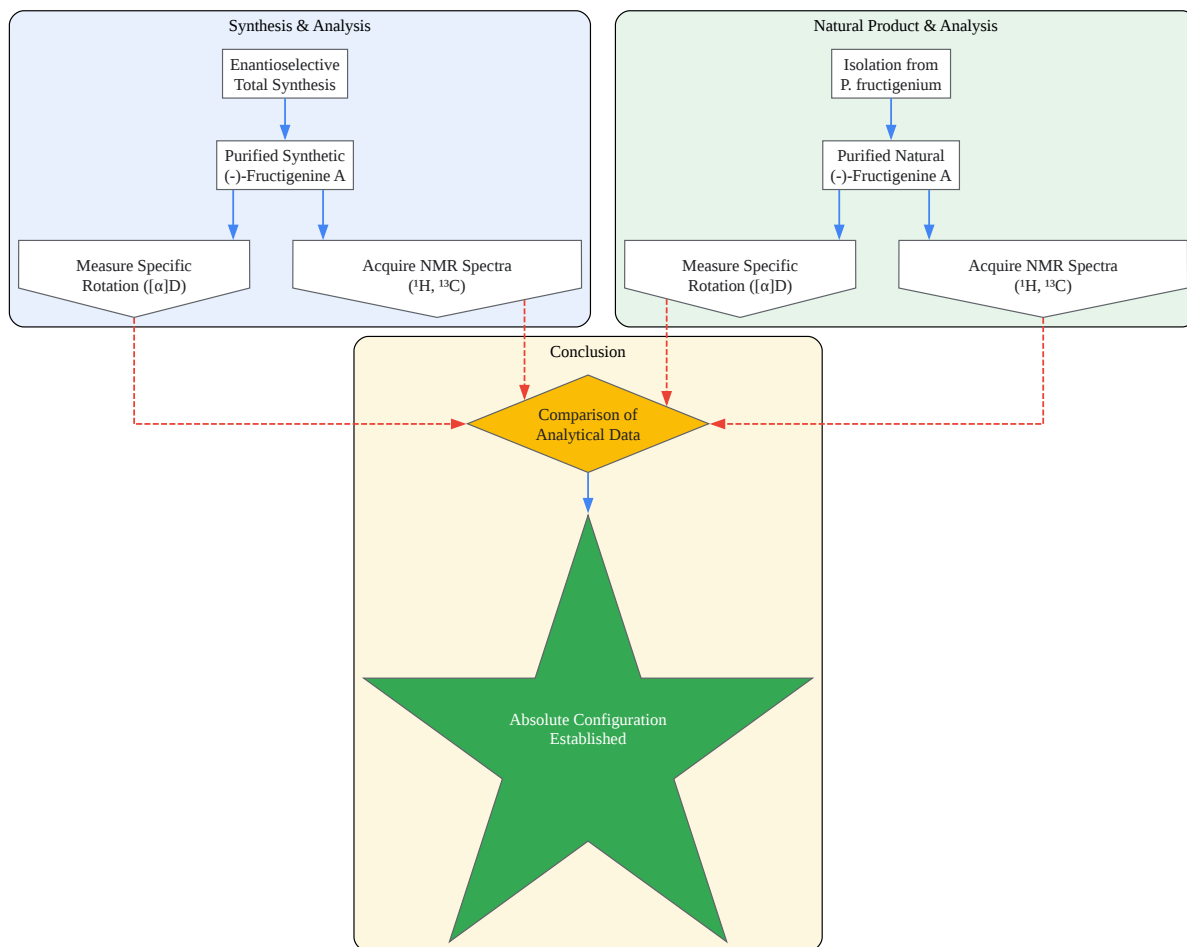 Synthesis & Analysis
Enantioselective
Total Synthesis
Purified Synthetic
(-)-Fructigenine A
Measure Specific
Rotation ([α]D)
Acquire NMR Spectra
(¹H, ¹³C)
Natural Product & Analysis
Isolation from
P. fructigenium
Purified Natural
(-)-Fructigenine A
Measure Specific
Rotation ([α]D)
Acquire NMR Spectra
(¹H, ¹³C)
Conclusion
Comparison of
Analytical Data
Absolute Configuration
Established